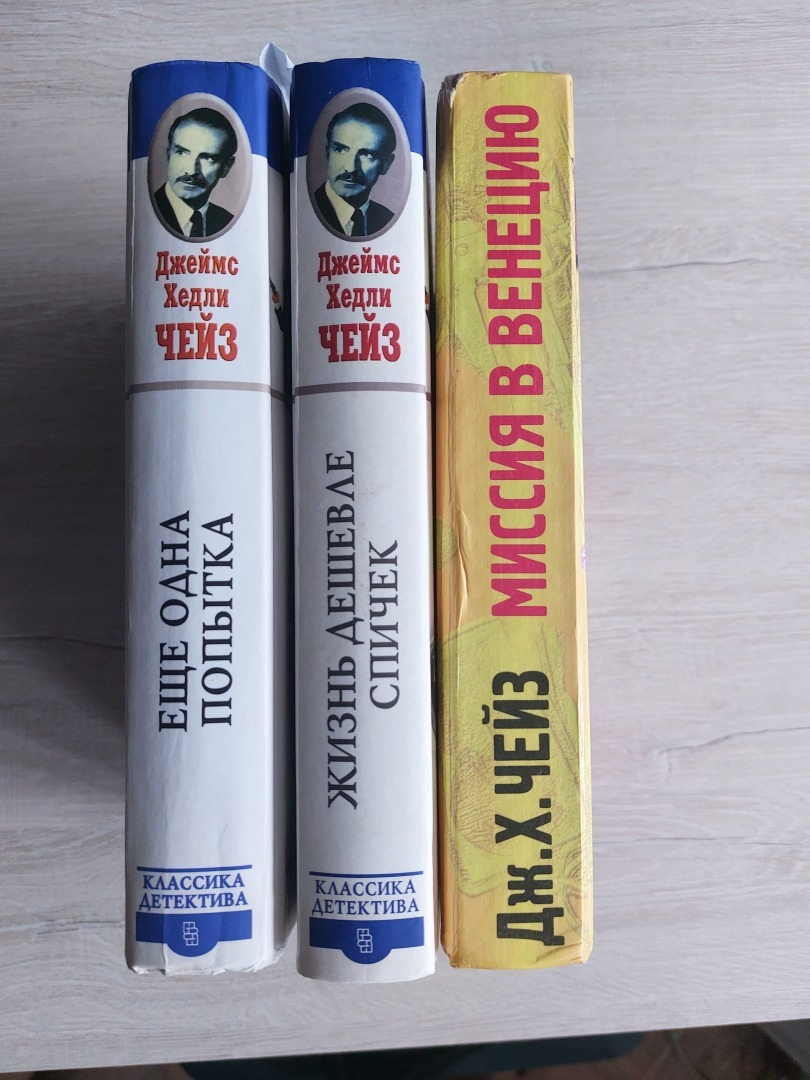 Джеймс
Хедли
ЧЕЙЗ
ЕЩЕ ОДНА
ПОПЫТКА
КЛАССИКА
ДЕТЕКТИВА
Джеймс
Хедли
ЧЕЙЗ
ЖИЗНЬ ДЕШЕВЛЕ
СПИЧЕК
КЛАССИКА
ДЕТЕКТИВА
Дж.Х. ЧЕЙЗ МИССИЯ В ВЕНЕЦИЮ